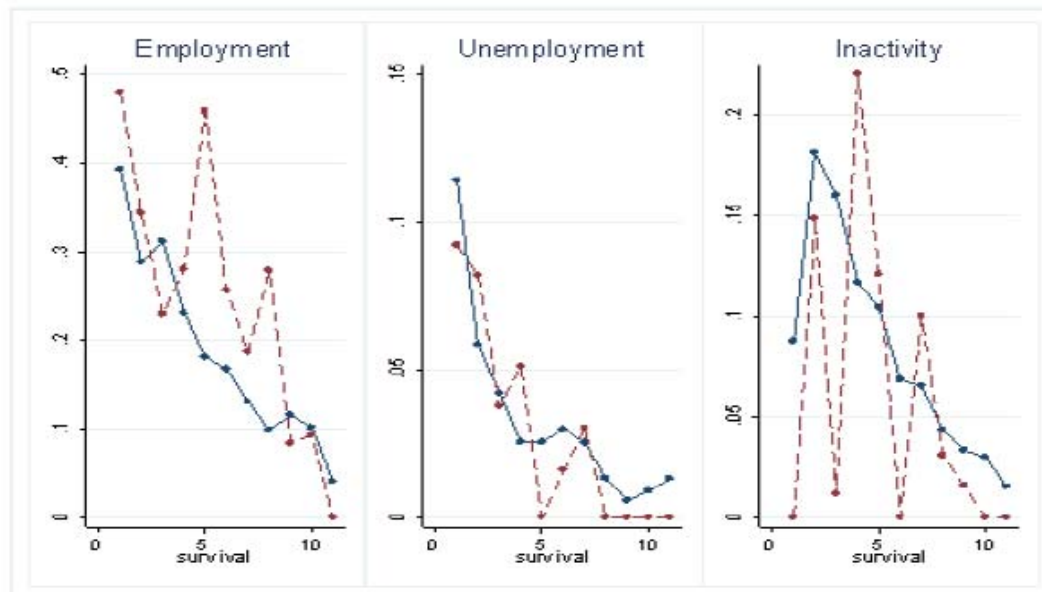 Employment
.5
.4
.3
.2
.1
0
0 5 10
survival
Unemployment
.15
.1
.05
0
0 5 10
survival
Inactivity
.2
.15
.1
.05
0
0 5 10
survival